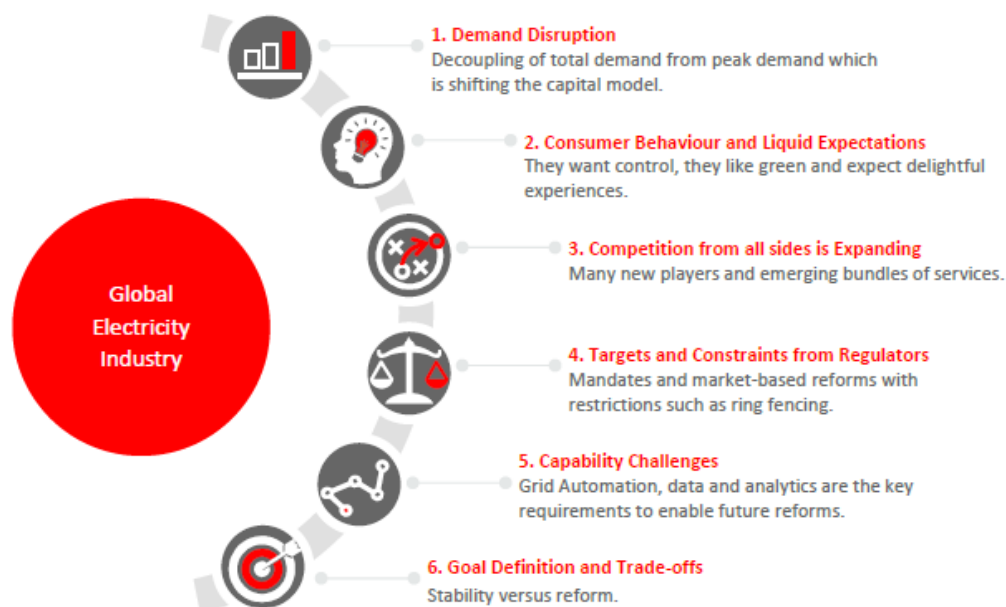 1. Demand Disruption
Decoupling of total demand from peak demand which
is shifting the capital model.
2. Consumer Behaviour and Liquid Expectations
They want control, they like green and expect delightful
experiences.
3. Competition from all sides is Expanding
Many new players and emerging bundles of services.
Global
Electricity
Industry
4. Targets and Constraints from Regulators
Mandates and market-based reforms with
restrictions such as ring fencing.
5. Capability Challenges
Grid Automation, data and analytics are the key
requirements to enable future reforms.
6. Goal Definition and Trade-offs
Stability versus reform.